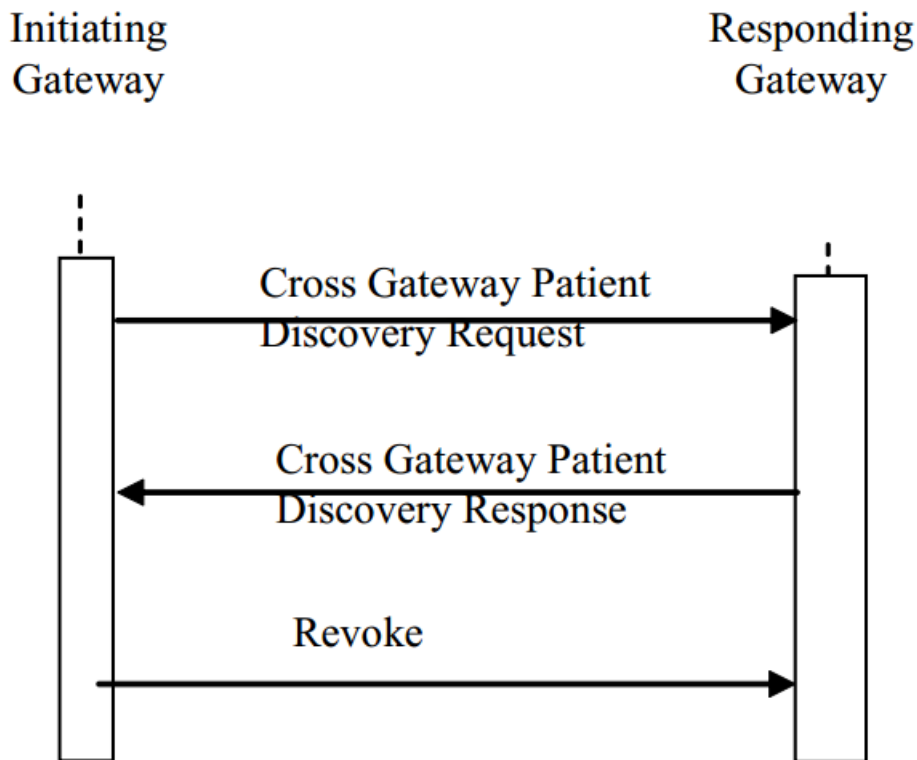 Initiating
Gateway
Responding
Gateway
Cross Gateway Patient
Discovery Request
Cross Gateway Patient
Discovery Response
Revoke